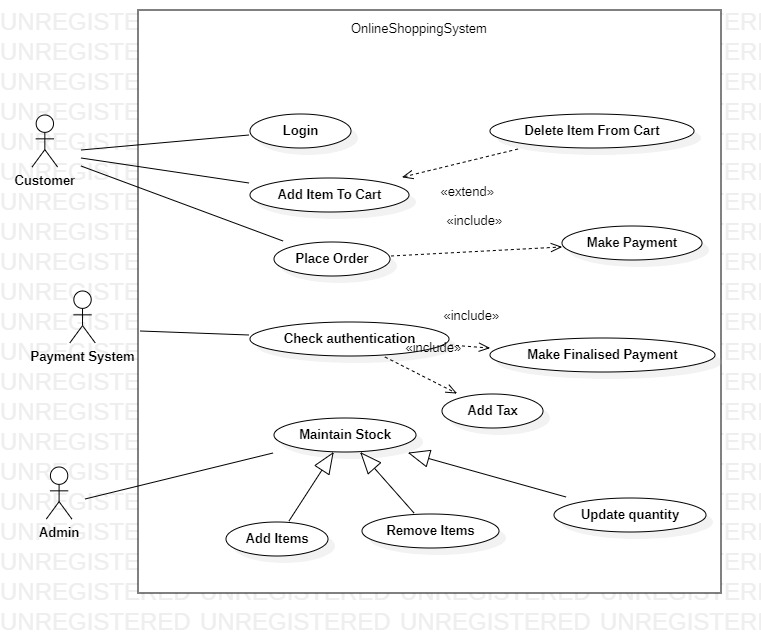 OnlineShoppingSystem
Login
Delete Item From Cart
Customer
Add Item To Cart
«extend»
«include»
Make Payment
Place Order
«include»
Payment System
Check authentication
«include»
Make Finalised Payment
Add Tax
Maintain Stock
Admin
Add Items
Remove Items
Update quantity
UNREGISTERED UNREGISTERED UNREGISTERED UNREGISTERED